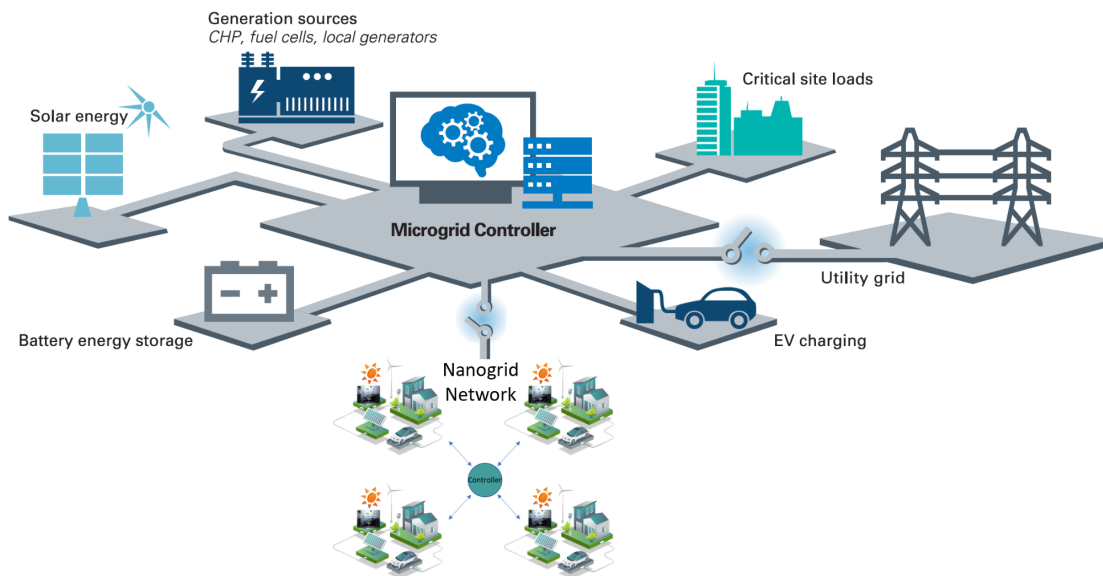 Generation sources
CHP, fuel cells, local generators
Solar energy
Critical site loads
Microgrid Controller
Utility grid
Battery energy storage
EV charging
Nanogrid
Network
Controller